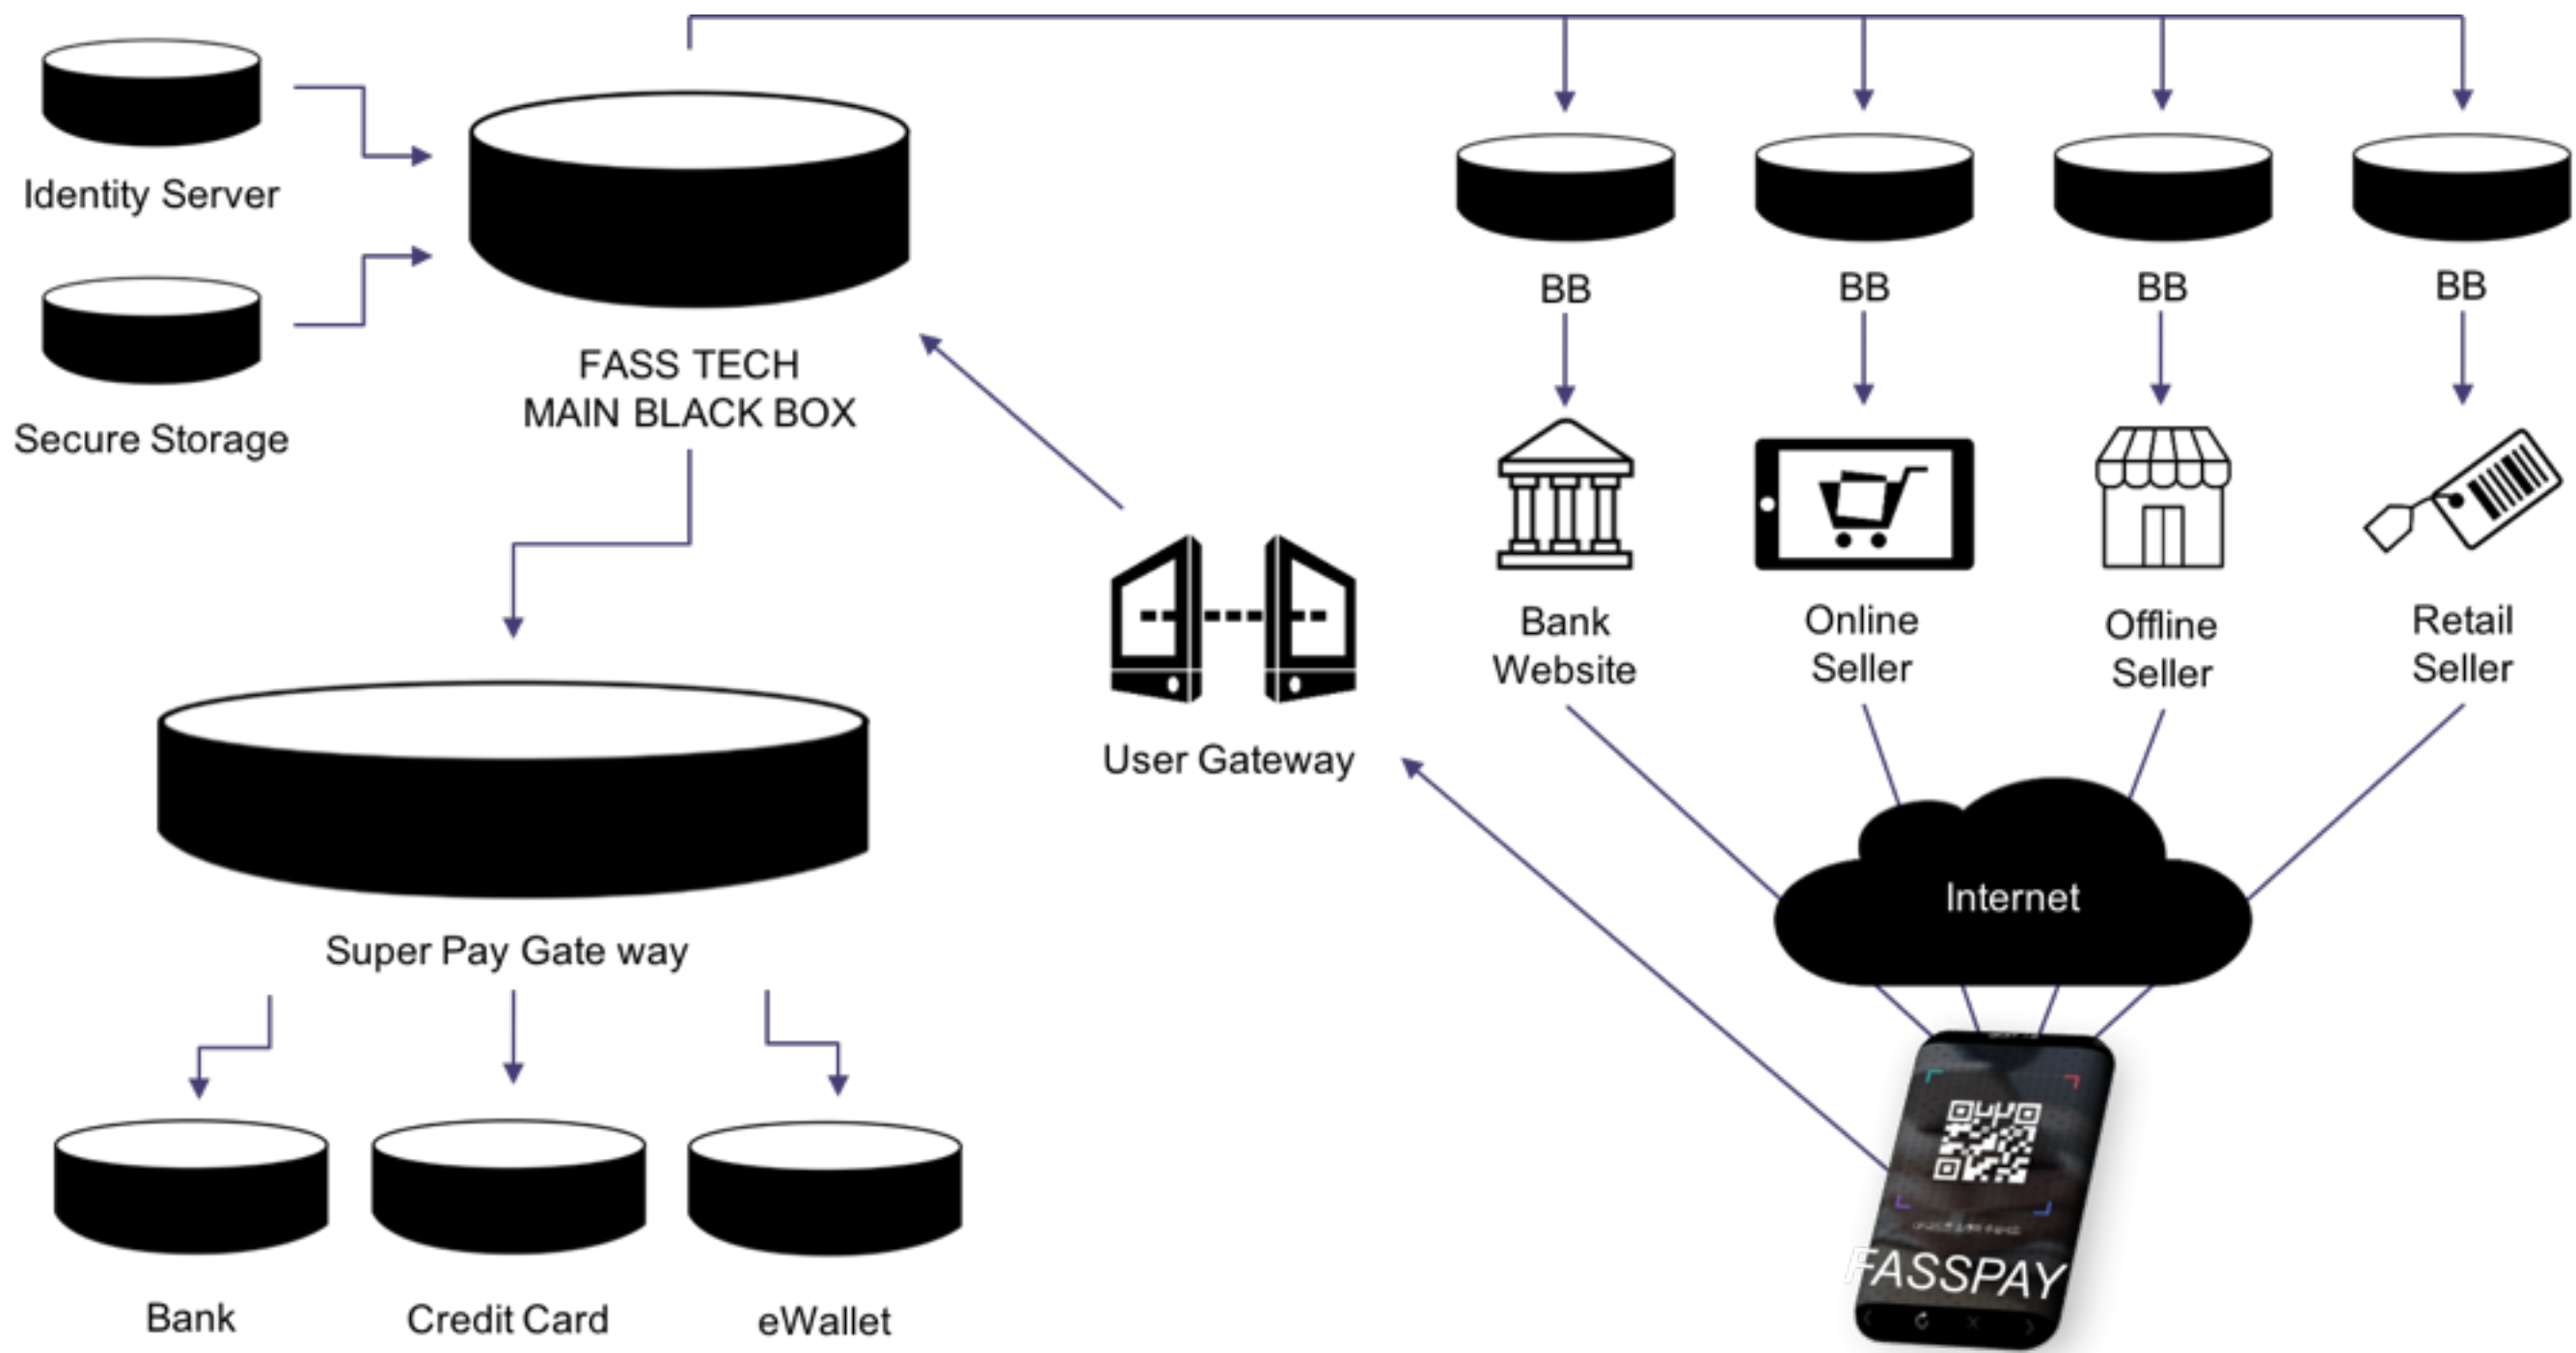 Identity Server
Secure Storage
FASS TECH
MAIN BLACK BOX
BB
BB
BB
BB
Bank
Website
Online
Seller
Offline
Seller
Retail
Seller
User Gateway
Internet
Super Pay Gate way
Bank
Credit Card
eWallet
FASSPAY